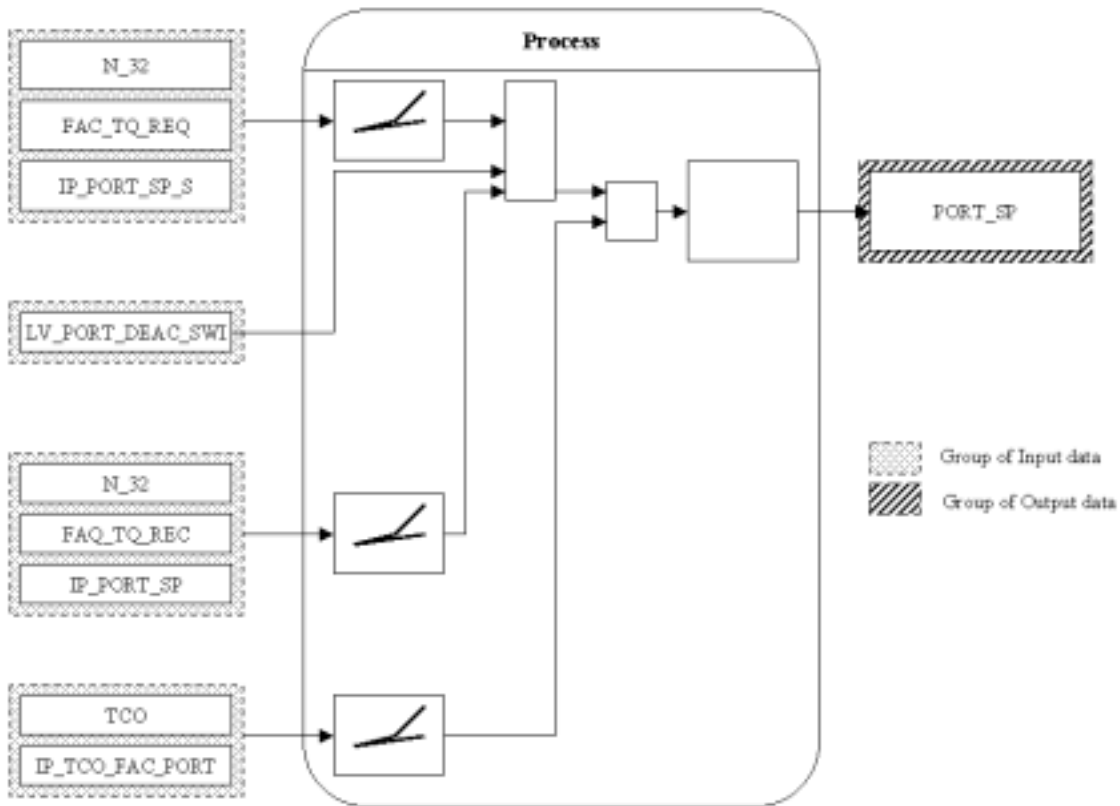 Process
N_32
FAC_TQ_REQ
IP_PORT_SP_S
PORT_SP
LV_PORT_DEAC_SWI
Group of Input data
N_32
Group of Output data
FAQ_TQ_REC
IP_PORT_SP
TCO
IP_TCO_FAC_PORT